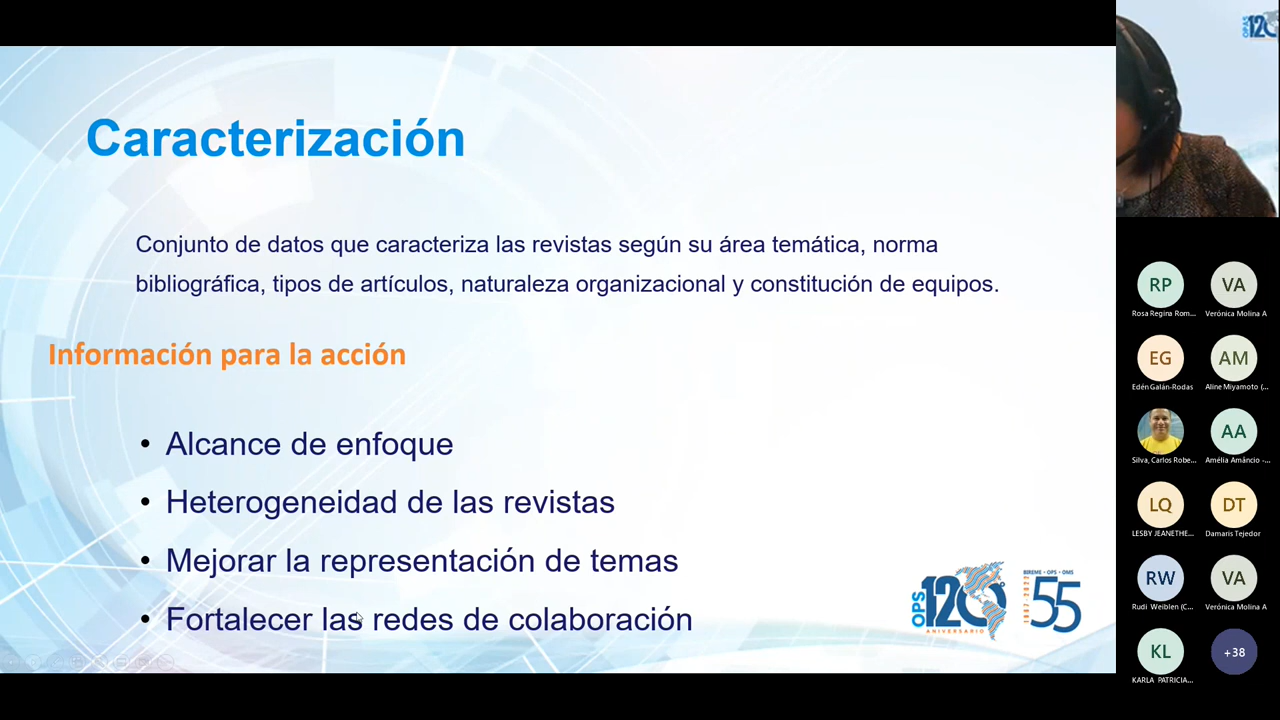 Caracterización
Conjunto de datos que caracteriza las revistas según su área temática, norma
bibliográfica, tipos de artículos, naturaleza organizacional y constitución de equipos.
Información para la acción
• Alcance de enfoque
• Heterogeneidad de las revistas
• Mejorar la representación de temas
• Fortalecer las redes de colaboración
OPS 120 ANIVERSARIO
BIREME • OPS • OMS
1967 - 2022
55
OPAS 120
RP
VA
Rosa Regina Rom...
Verónica Molina A
EG
AM
Edén Galán-Rodas
Aline Miyamoto (...
AA
Silva, Carlos Robe...
Amélia Amâncio -...
LQ
DT
LESBY JEANETHE...
Damaris Tejedor
RW
VA
Rudi Weiblen (C...
Verónica Molina A
KL
+38
KARLA PATRICIA...